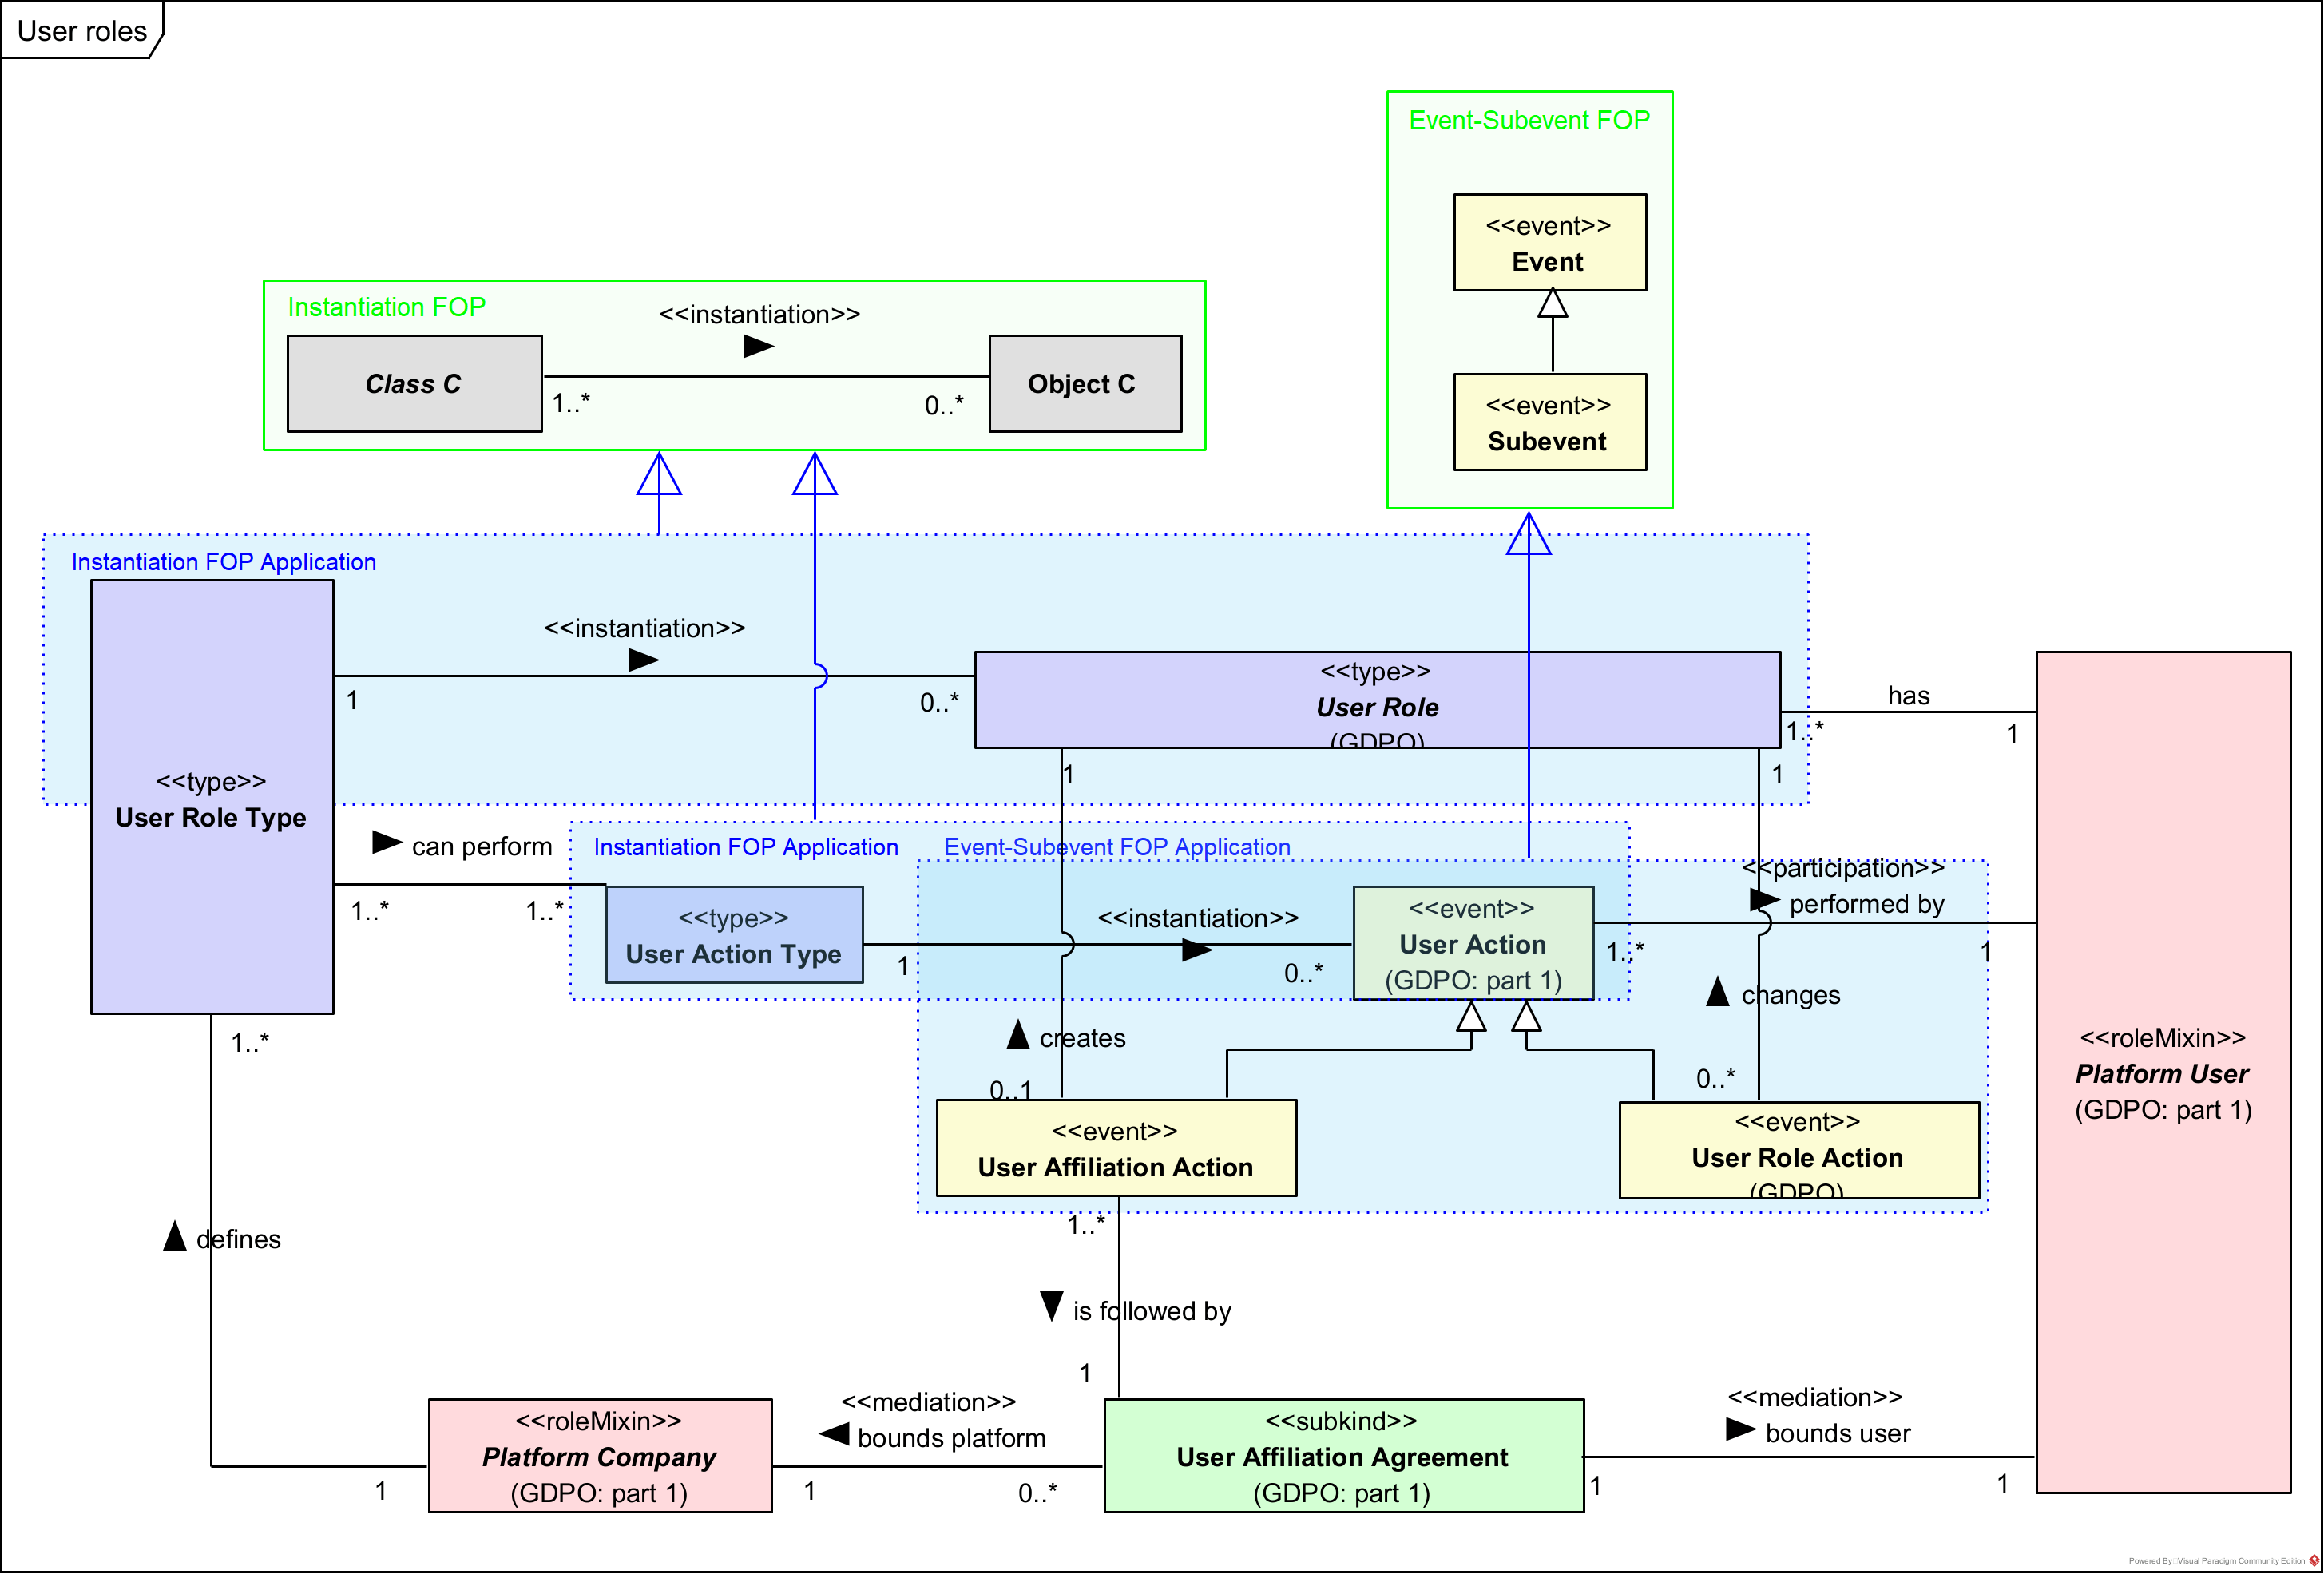 User roles
Event-Subevent FOP
<<event>>
Event
<<event>>
Subevent
Instantiation FOP
<<instantiation>>
Class C
Object C
1..*
0..*
Instantiation FOP Application
<<instantiation>>
1
0..*
<<type>>
User Role
(GDPO)
has
1..*
1
1
1
<<type>>
User Role Type
can perform
1..*
1..*
Instantiation FOP Application
Event-Subevent FOP Application
<<type>>
User Action Type
<<instantiation>>
1
0..*
<<event>>
User Action
(GDPO: part 1)
<<participation>>
performed by
1..*
1
changes
0..*
creates
0..1
<<event>>
User Affiliation Action
<<event>>
User Role Action
(GDPO)
<<roleMixin>>
Platform User
(GDPO: part 1)
1..*
defines
1
1..*
is followed by
1
<<roleMixin>>
Platform Company
(GDPO: part 1)
<<mediation>>
bounds platform
1
0..*
<<subkind>>
User Affiliation Agreement
(GDPO: part 1)
<<mediation>>
bounds user
1
1
Powered By: Visual Paradigm Community Edition